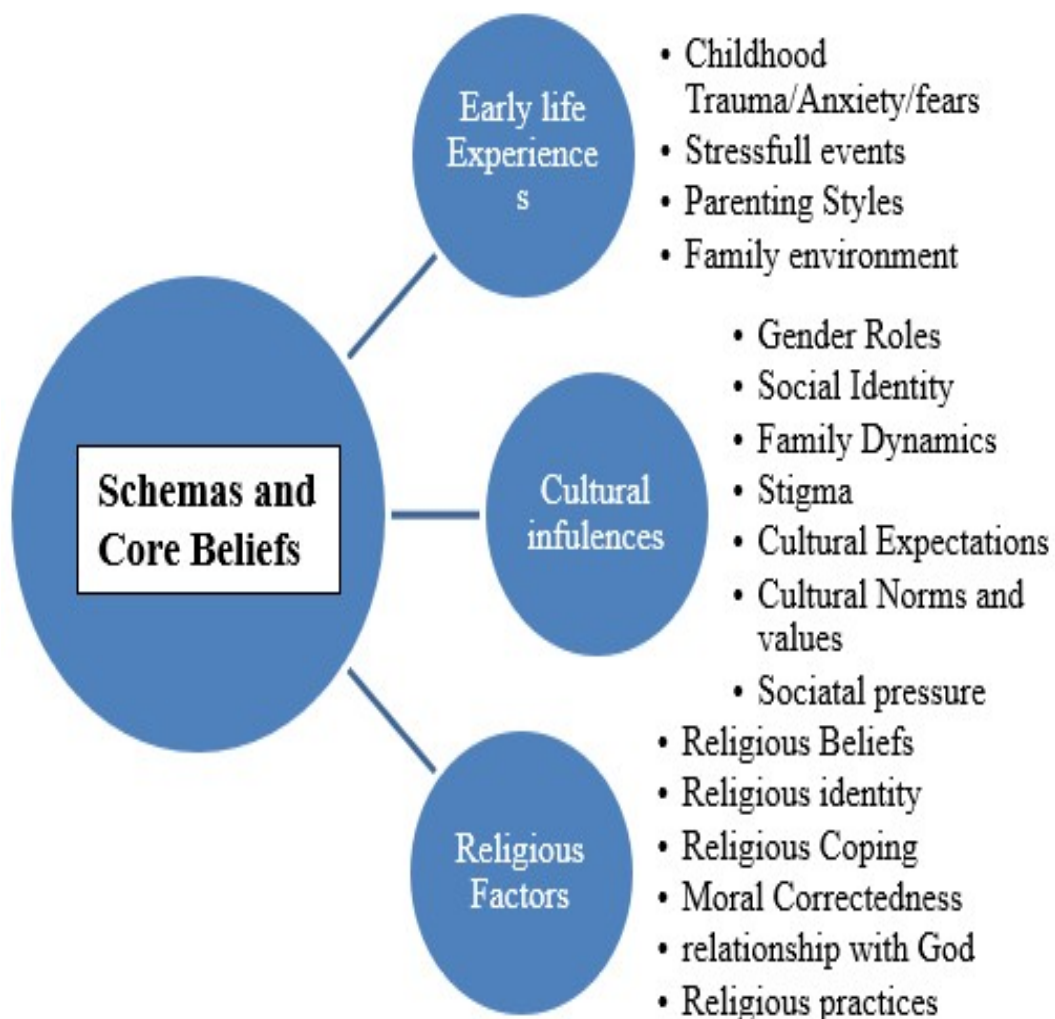 Early life
Experience
s
• Childhood
Trauma/Anxiety/fears
• Stressfull events
• Parenting Styles
• Family environment
Schemas and
Core Beliefs
Cultural
infulences
• Gender Roles
• Social Identity
• Family Dynamics
• Stigma
• Cultural Expectations
• Cultural Norms and
values
• Sociatal pressure
Religious
Factors
• Religious Beliefs
• Religious identity
• Religious Coping
• Moral Correctedness
• relationship with God
• Religious practices